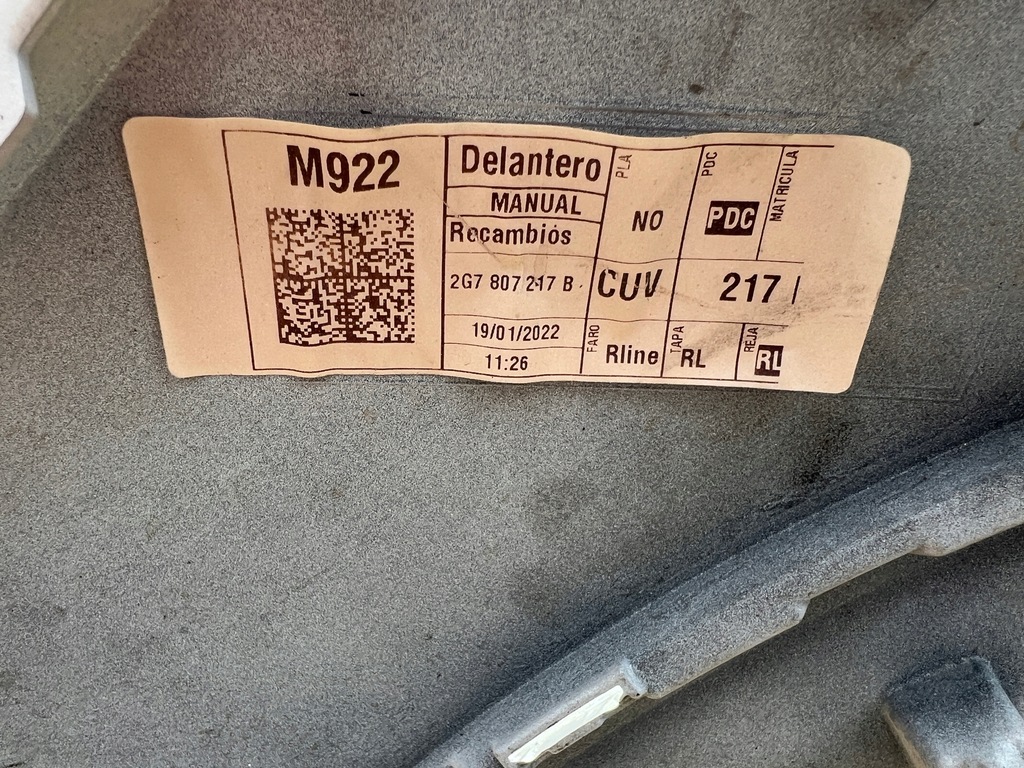 M922
Delantero
MANUAL
Recambios
2G7 807 217 B
19/01/2022
11:26
PLA
NO
PDC
PDC
MATRICULA
CUV
217
FARO
Rline
TAPA
RL
REJA
RL